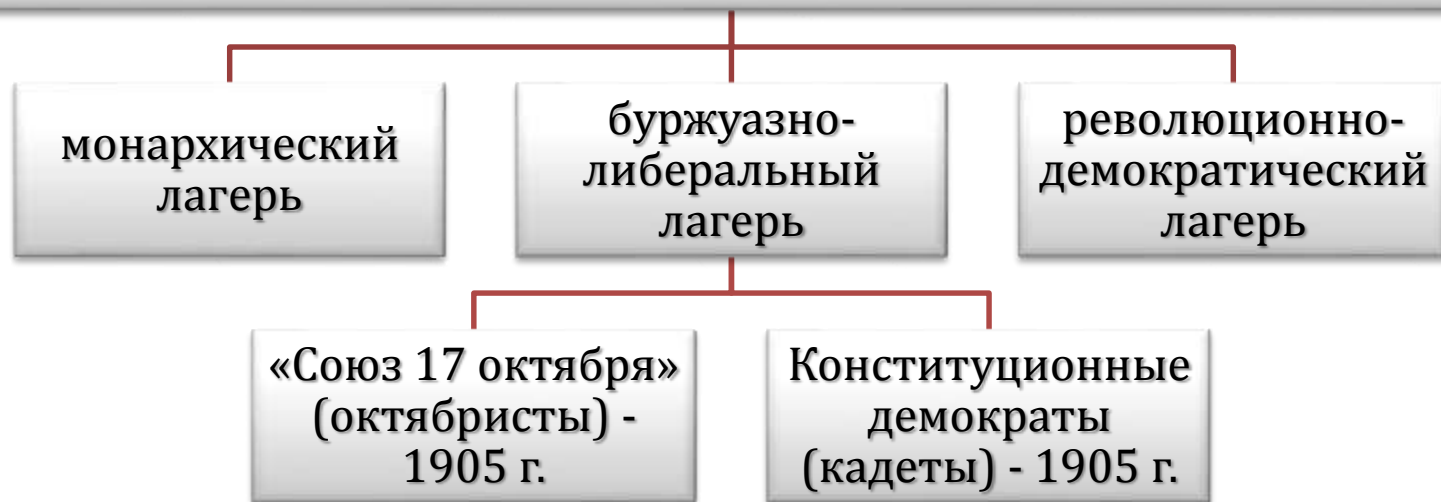 монархический
лагерь
буржуазно-
либеральный
лагерь
революционно-
демократический
лагерь
«Союз 17 октября»
(октябристы) -
1905 г.
Конституционные
демократы
(кадеты) - 1905 г.